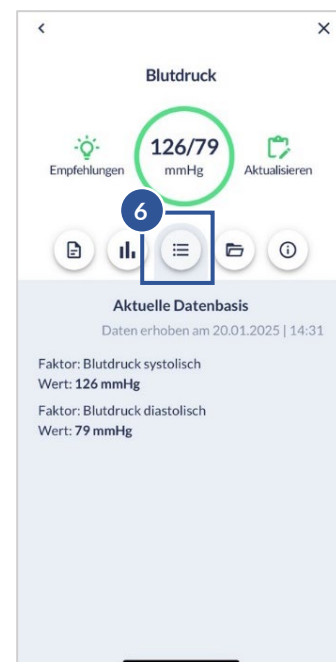 Blutdruck
126/79
mmHg
Empfehlungen
Aktualisieren
6
Aktuelle Datenbasis
Daten erhoben am 20.01.2025 | 14:31
Faktor: Blutdruck systolisch
Wert: 126 mmHg
Faktor: Blutdruck diastolisch
Wert: 79 mmHg